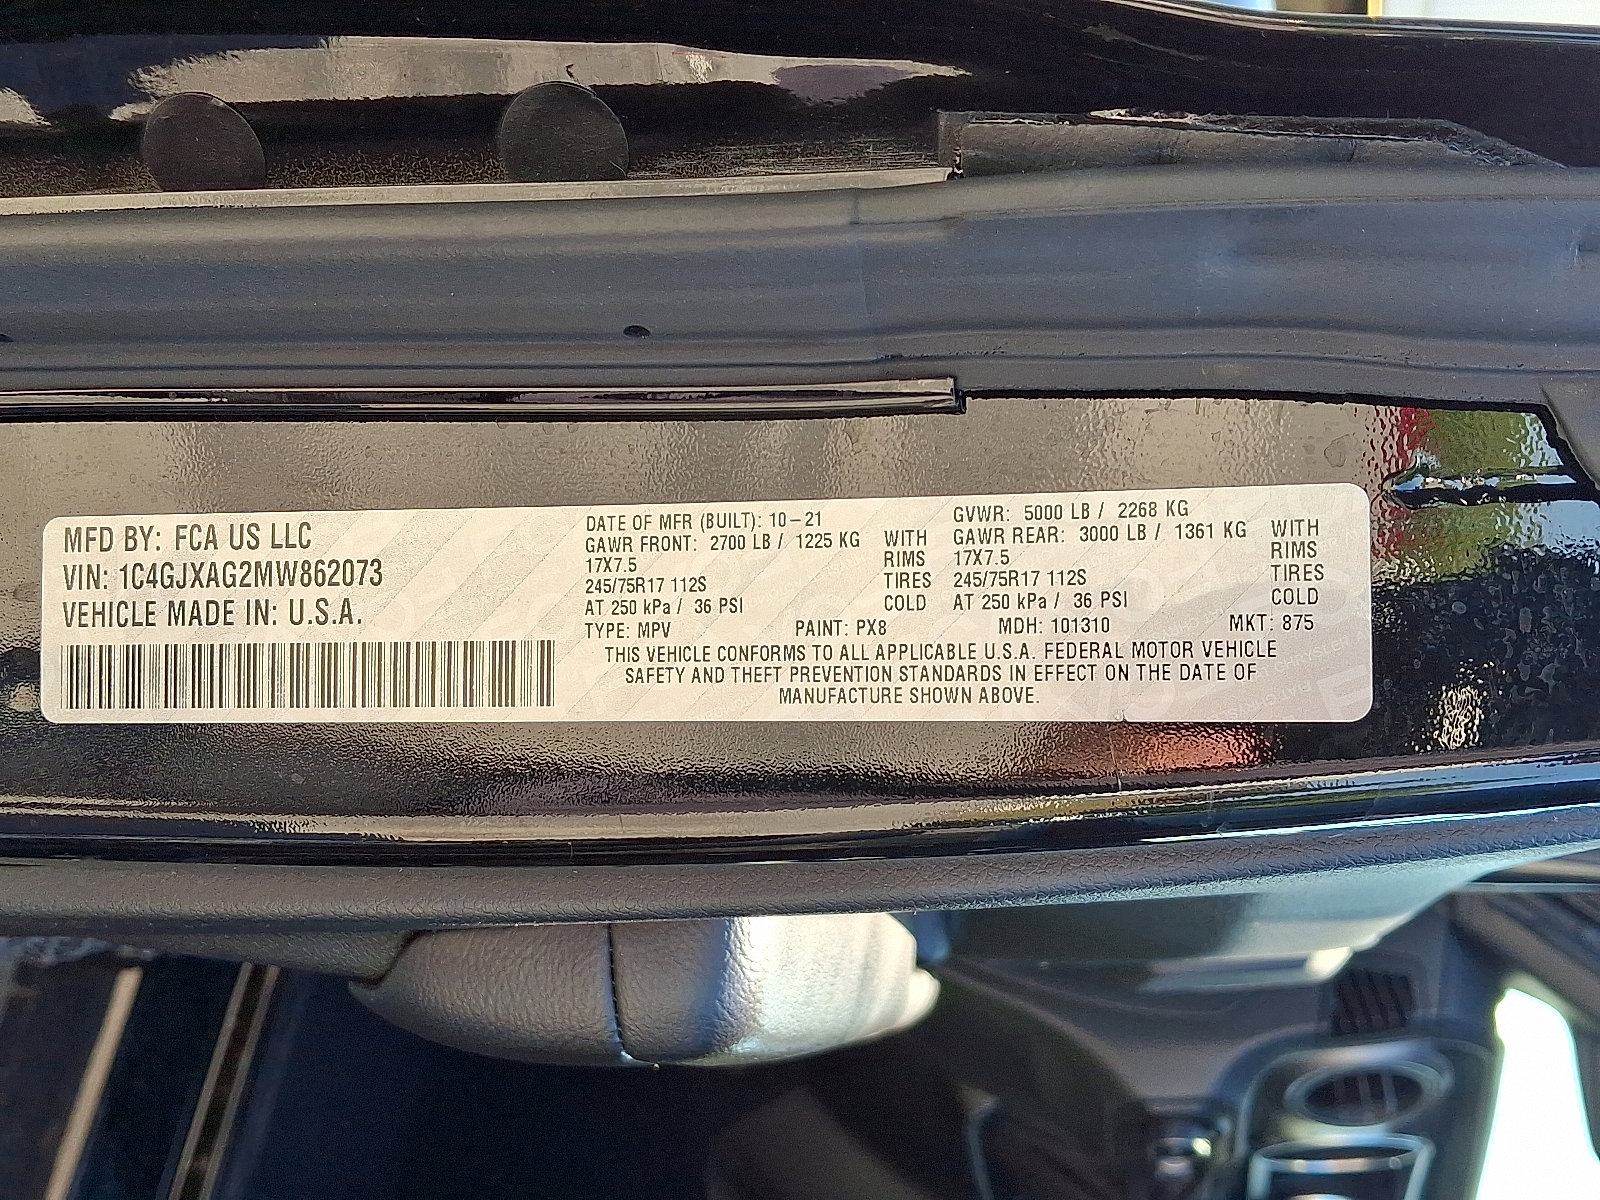 MFD BY: FCA US LLC
VIN: 1C4GJXAG2MW862073
VEHICLE MADE IN: U.S.A.
DATE OF MFR (BUILT): 10-21
GAWR FRONT: 2700 LB / 1225 KG WITH
17X7.5 RIMS
245/75R17 112S TIRES
AT 250 kPa / 36 PSI COLD
GVWR: 5000 LB / 2268 KG
GAWR REAR: 3000 LB / 1361 KG WITH
17X7.5 RIMS
245/75R17 112S TIRES
AT 250 kPa / 36 PSI COLD
TYPE: MPV PAINT: PX8 MDH: 101310 MKT: 875
THIS VEHICLE CONFORMS TO ALL APPLICABLE U.S.A. FEDERAL MOTOR VEHICLE
SAFETY AND THEFT PREVENTION STANDARDS IN EFFECT ON THE DATE OF
MANUFACTURE SHOWN ABOVE.